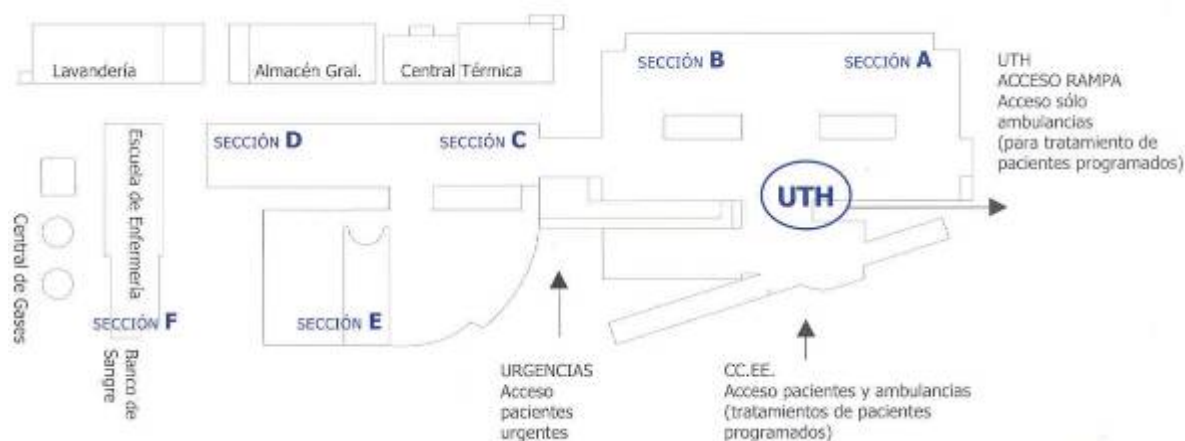 Lavandería
Almacén Gral.
Central Térmica
SECCIÓN B
SECCIÓN A
UTH
ACCESO RAMPA
Acceso sólo
ambulancias
(para tratamiento de
pacientes programados)
SECCIÓN D
SECCIÓN C
Escuela de Enfermería
Central de Gases
UTH
SECCIÓN F
SECCIÓN E
Banco de
Sangre
URGENCIAS
Acceso
pacientes
urgentes
CC.EE.
Acceso pacientes y ambulancias
(tratamientos de pacientes
programados)